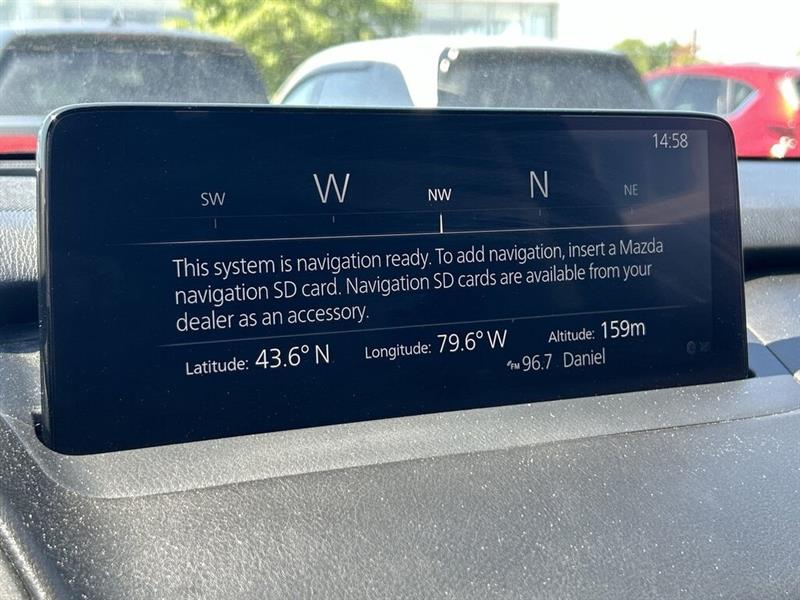 14:58
SW W NW N NE
This system is navigation ready. To add navigation, insert a Mazda
navigation SD card. Navigation SD cards are available from your
dealer as an accessory.
Latitude: 43.6° N Longitude: 79.6° W Altitude: 159m
FM 96.7 Daniel